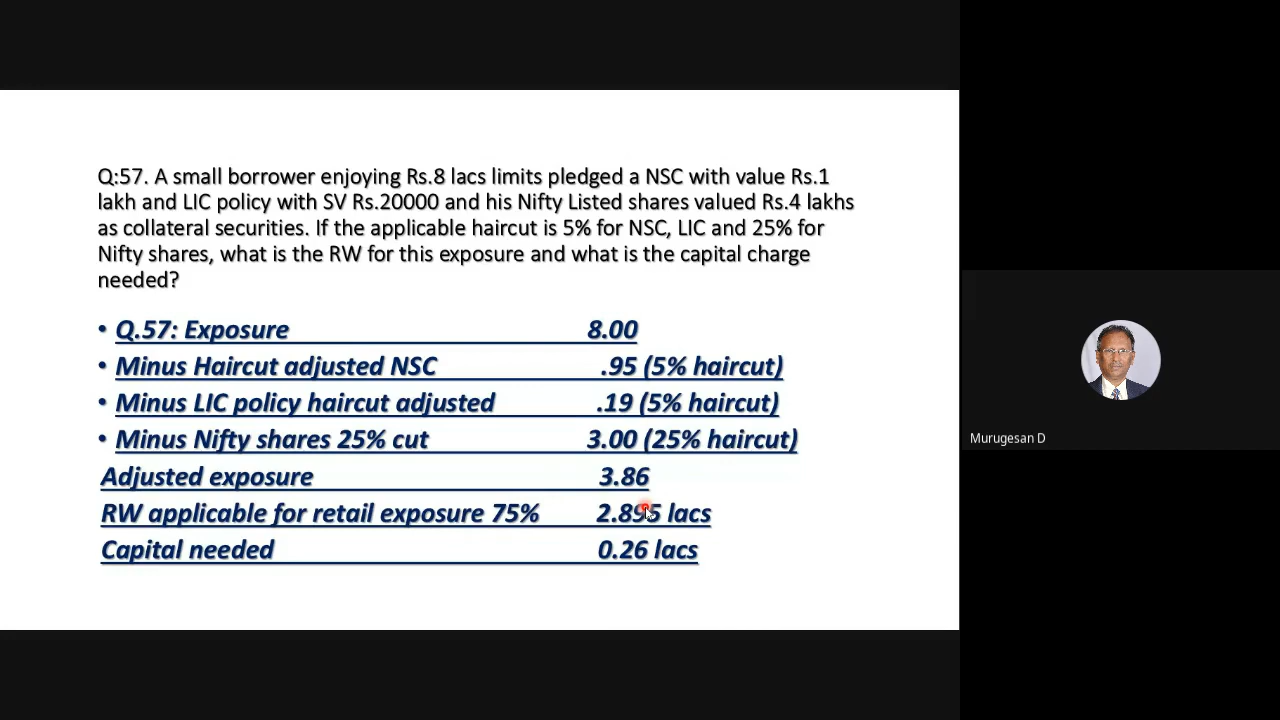 Q:57. A small borrower enjoying Rs.8 lacs limits pledged a NSC with value Rs.1
lakh and LIC policy with SV Rs.20000 and his Nifty Listed shares valued Rs.4 lakhs
as collateral securities. If the applicable haircut is 5% for NSC, LIC and 25% for
Nifty shares, what is the RW for this exposure and what is the capital charge
needed?
• Q.57: Exposure 8.00
• Minus Haircut adjusted NSC .95 (5% haircut)
• Minus LIC policy haircut adjusted .19 (5% haircut)
• Minus Nifty shares 25% cut 3.00 (25% haircut)
Adjusted exposure 3.86
RW applicable for retail exposure 75% 2.895 lacs
Capital needed 0.26 lacs
Murugesan D